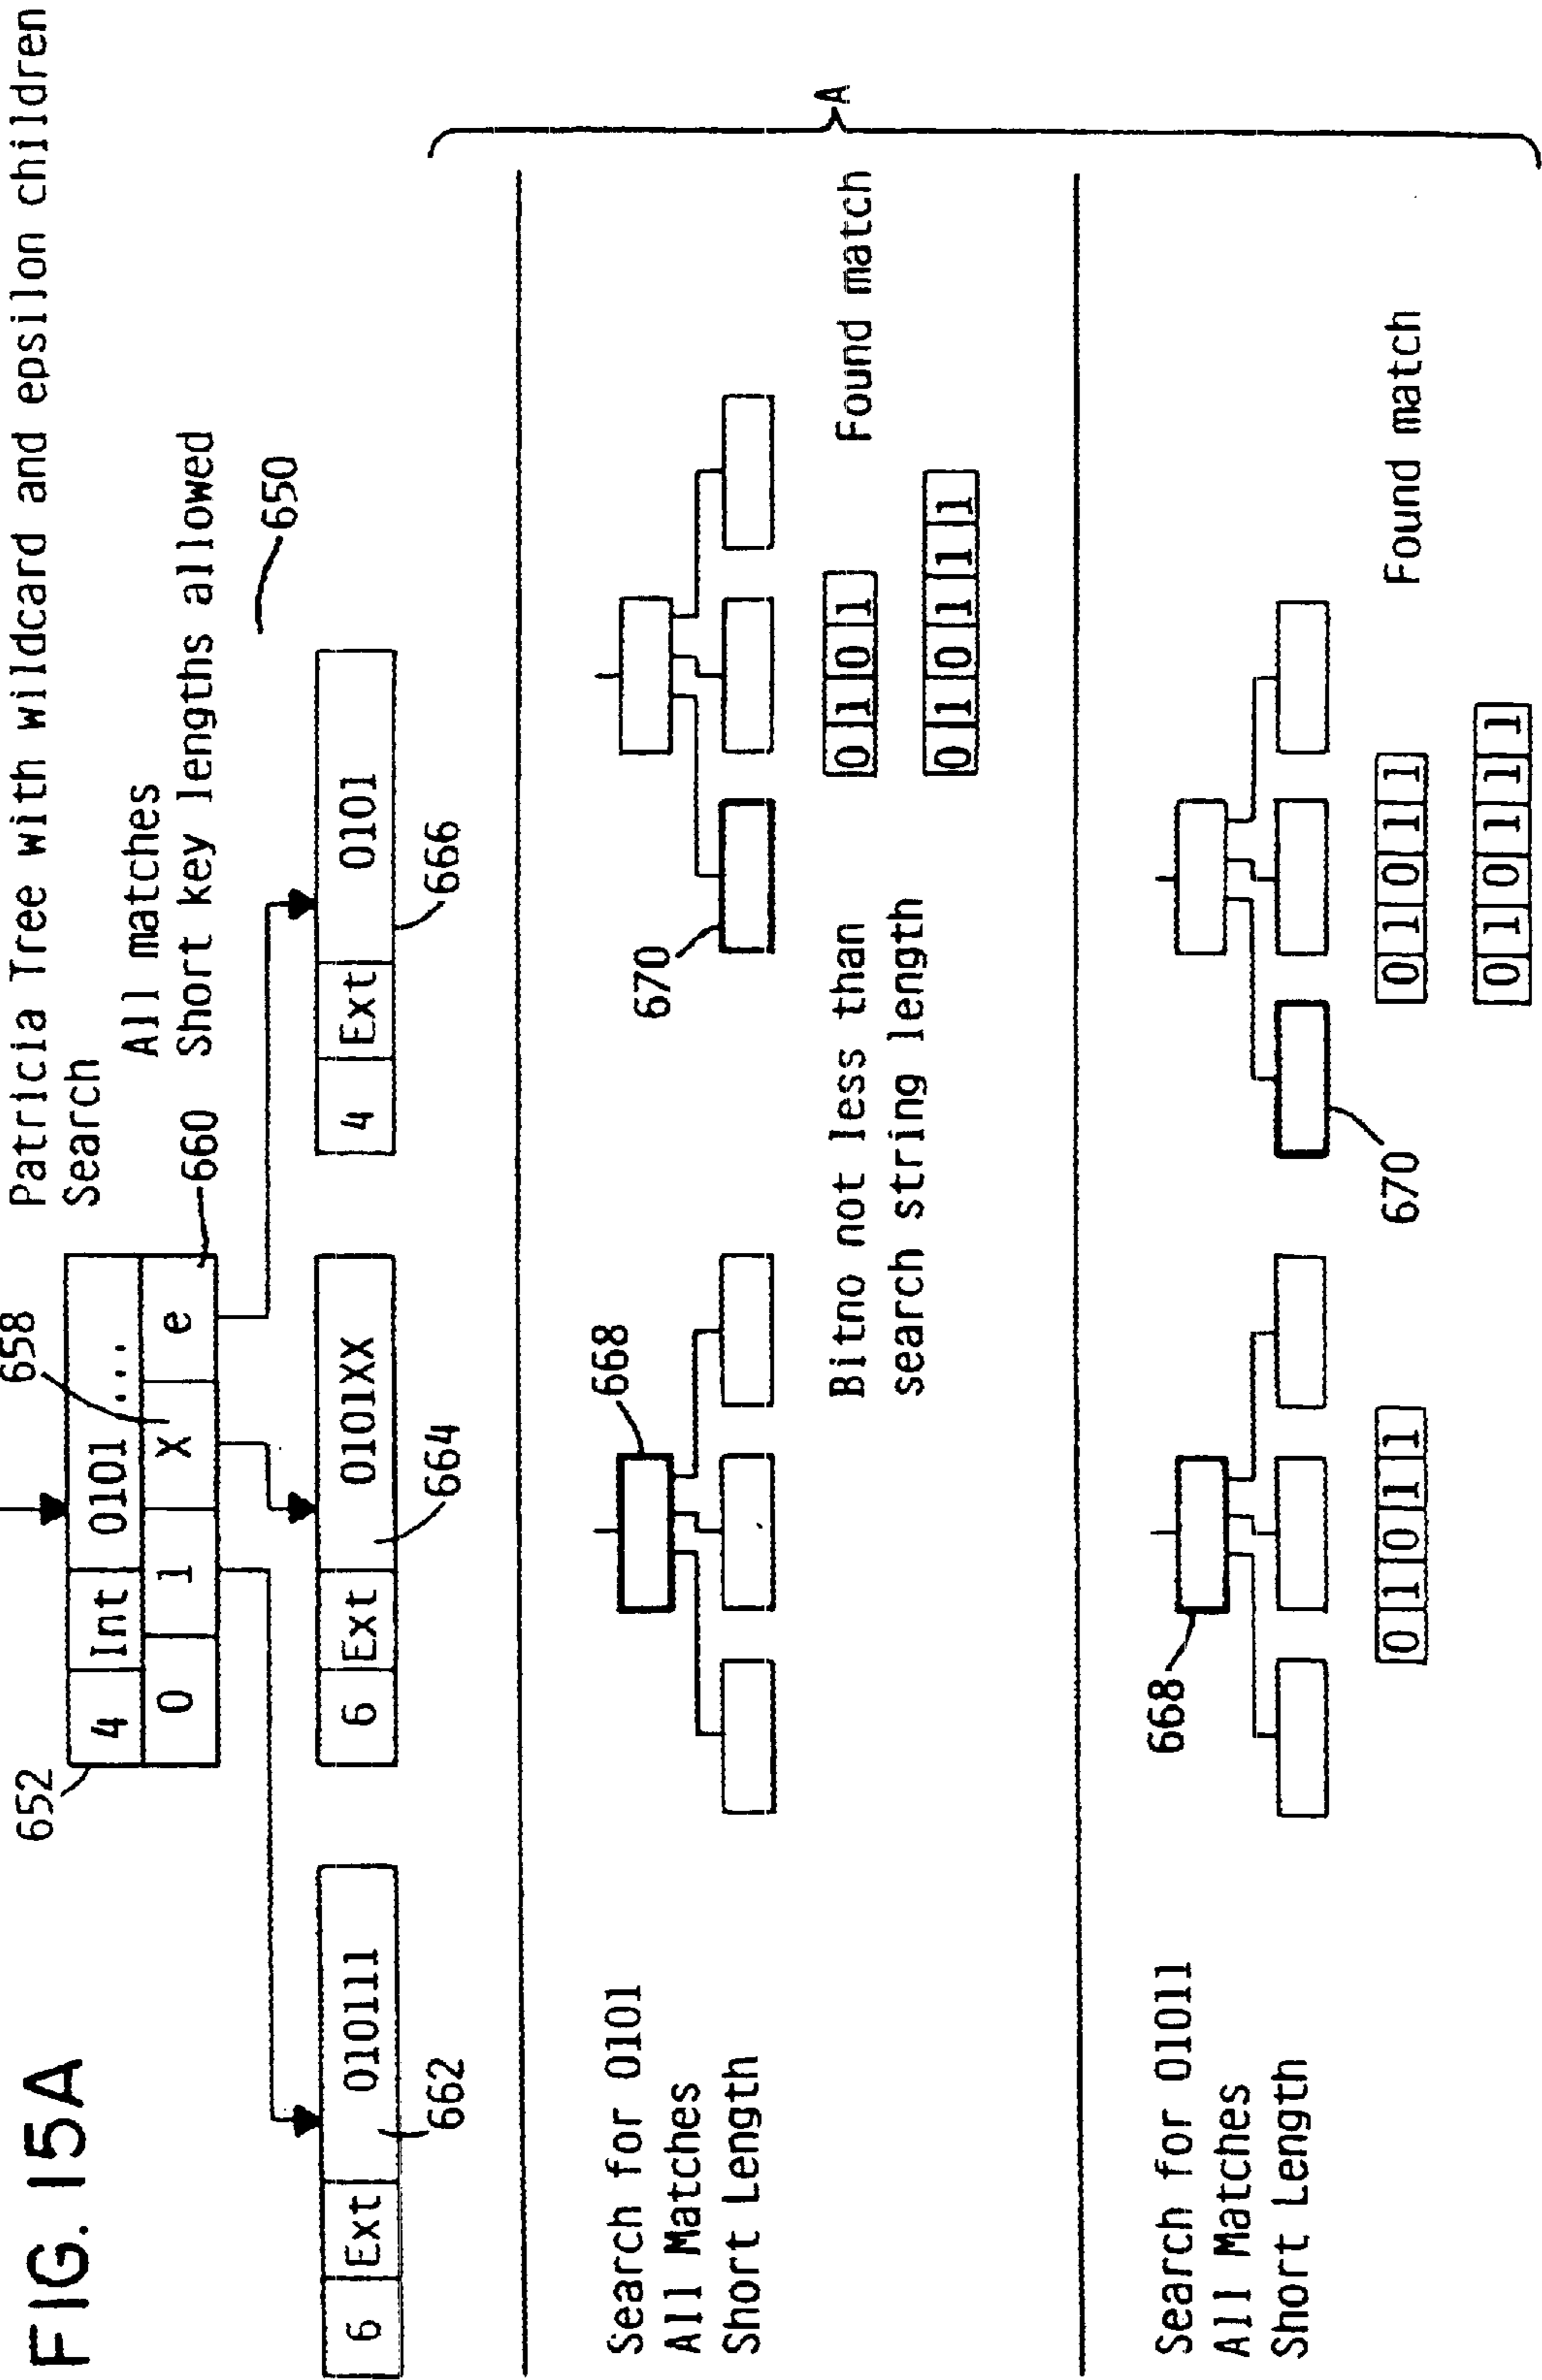 FIG. 15A
Patricia Tree with wildcard and epsilon children
Search
All matches
Short key lengths allowed
650
652
658
660
4 Int 0101 ...
0 1 X e
6 Ext 010111
662
6 Ext 0101XX
664
4 Ext 0101
666
Search for 0101
All Matches
Short Length
668
Bitno not less than
search string length
670
0 1 0 1
0 1 0 1 1 1
Found match
A
Search for 01011
All Matches
Short Length
668
0 1 0 1 1
670
0 1 0 1 1
0 1 0 1 1 1
Found match